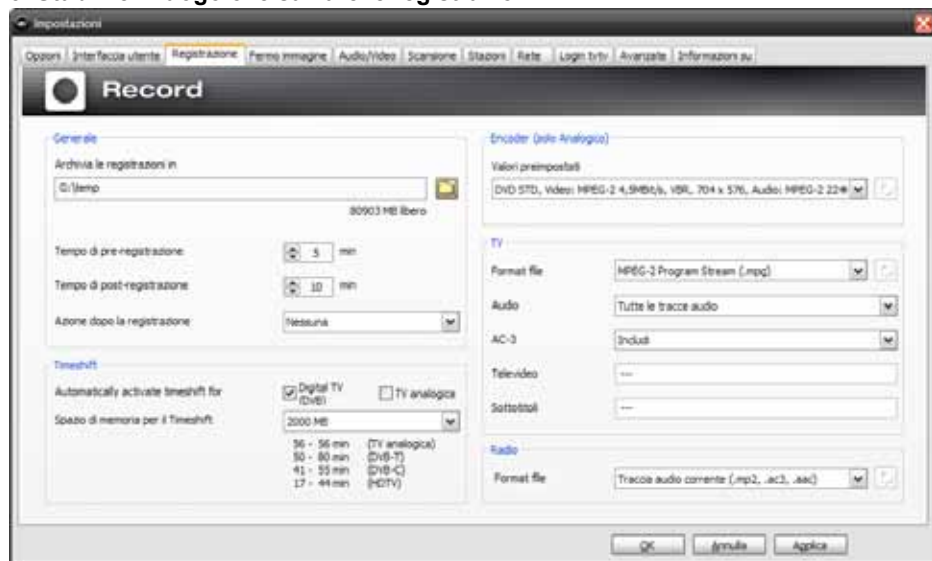 Impostazioni
Opzioni Interfaccia utente Registrazione Fermo immagine Audio/Video Scansione Stazioni Rete Login tvtv Avanzate Informazioni su
Record
Generale
Archivia le registrazioni in
G:\temp
80903 MB libero
Tempo di pre-registrazione 5 min
Tempo di post-registrazione 10 min
Azione dopo la registrazione Nessuna
Timeshift
Automatically activate timeshift for Digital TV (DVB) TV analogica
Spazio di memoria per il Timeshift 2000 MB
56 - 56 min (TV analogica)
50 - 80 min (DVB-T)
41 - 55 min (DVB-C)
17 - 44 min (HDTV)
Encoder (solo Analogico)
Valori preimpostati
DVD STD, Video: MPEG-2 4,5MBit/s, VBR, 704 x 576, Audio: MPEG-2 224
TV
Format file MPEG-2 Program Stream (.mpg)
Audio Tutte le tracce audio
AC-3 Includi
Televideo ---
Sottotitoli ---
Radio
Format file Traccia audio corrente (.mp2, .ac3, .aac)
OK Annulla Applica